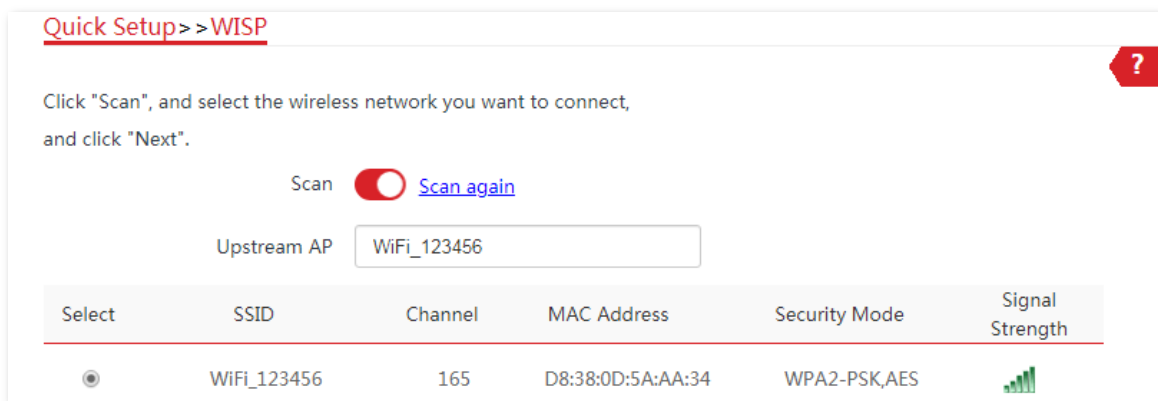 Quick Setup>>WISP
?
Click "Scan", and select the wireless network you want to connect,
and click "Next".
Scan Scan again
Upstream AP WiFi_123456
Select SSID Channel MAC Address Security Mode Signal Strength
WiFi_123456 165 D8:38:0D:5A:AA:34 WPA2-PSK,AES